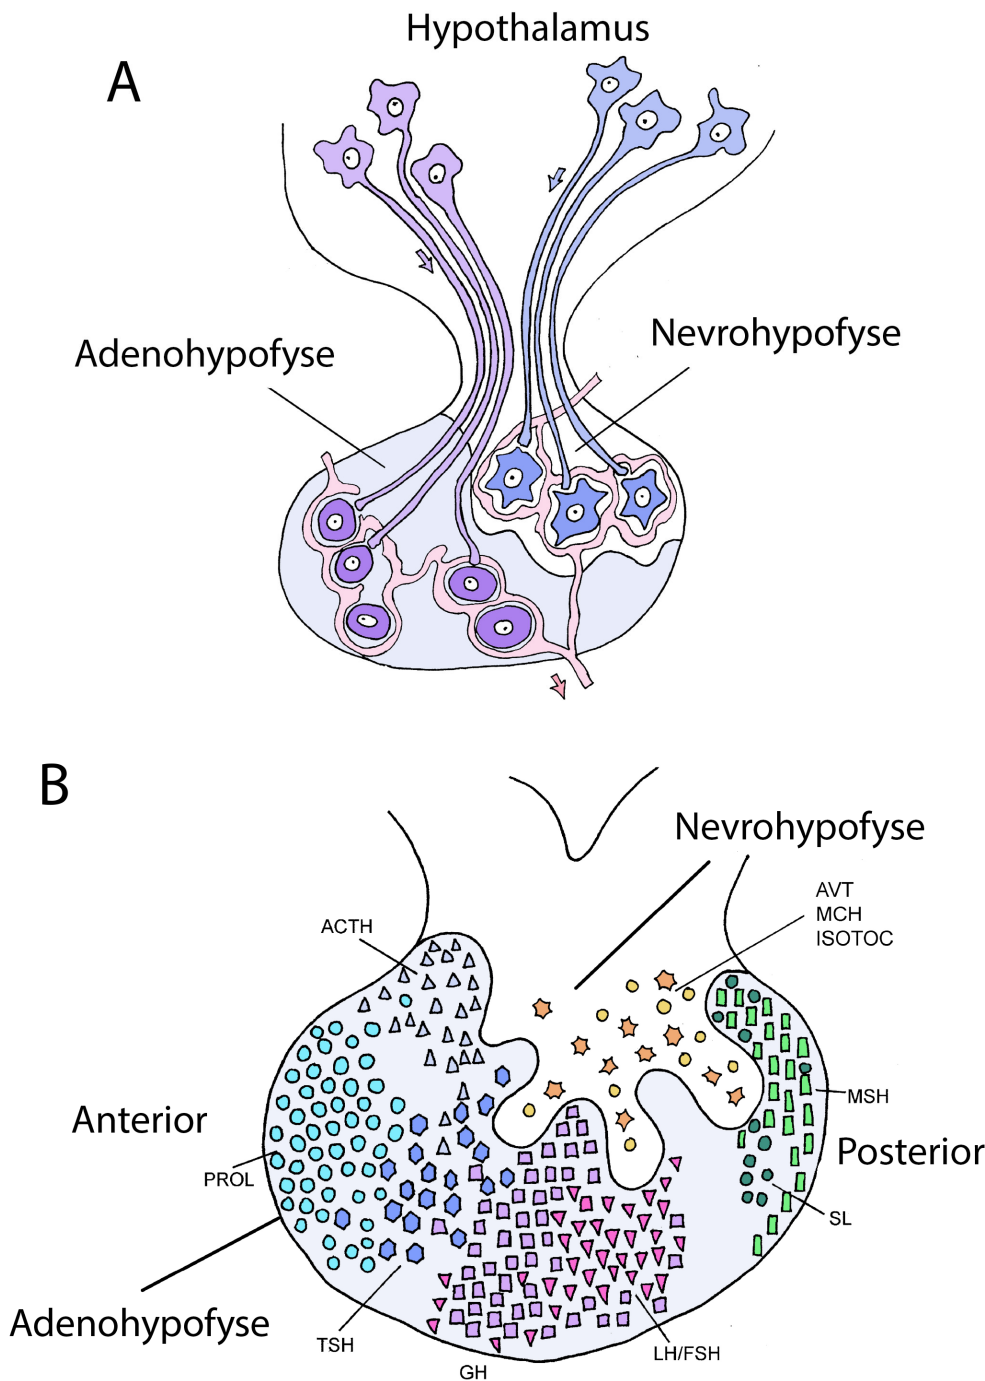 Hypothalamus
A
Adenohypofyse
Nevrohypofyse
B
Nevrohypofyse
AVT
MCH
ISOTOC
ACTH
Anterior
MSH
Posterior
PROL
SL
Adenohypofyse
TSH
GH
LH/FSH